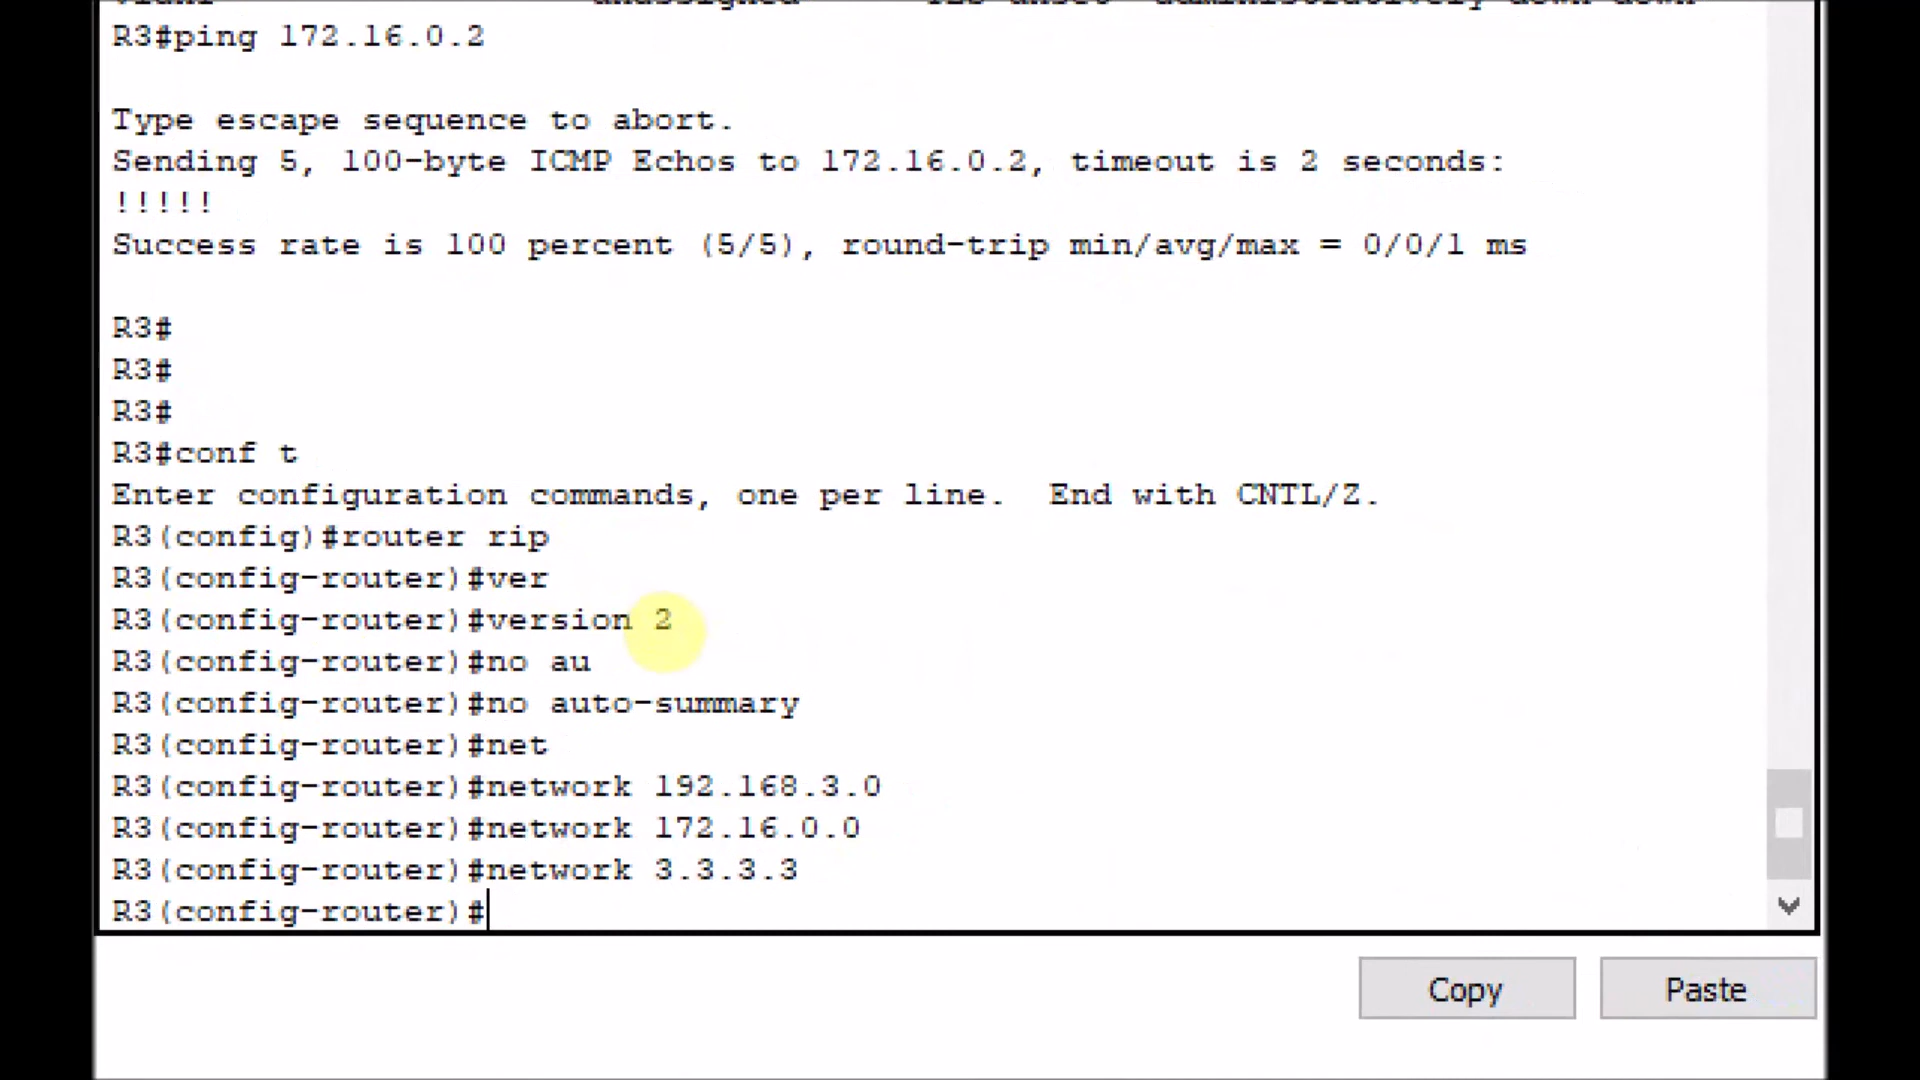 R3#ping 172.16.0.2
Type escape sequence to abort.
Sending 5, 100-byte ICMP Echos to 172.16.0.2, timeout is 2 seconds:
!!!!!
Success rate is 100 percent (5/5), round-trip min/avg/max = 0/0/1 ms
R3#
R3#
R3#
R3#conf t
Enter configuration commands, one per line.  End with CNTL/Z.
R3(config)#router rip
R3(config-router)#ver
R3(config-router)#version 2
R3(config-router)#no au
R3(config-router)#no auto-summary
R3(config-router)#net
R3(config-router)#network 192.168.3.0
R3(config-router)#network 172.16.0.0
R3(config-router)#network 3.3.3.3
R3(config-router)#
Copy
Paste